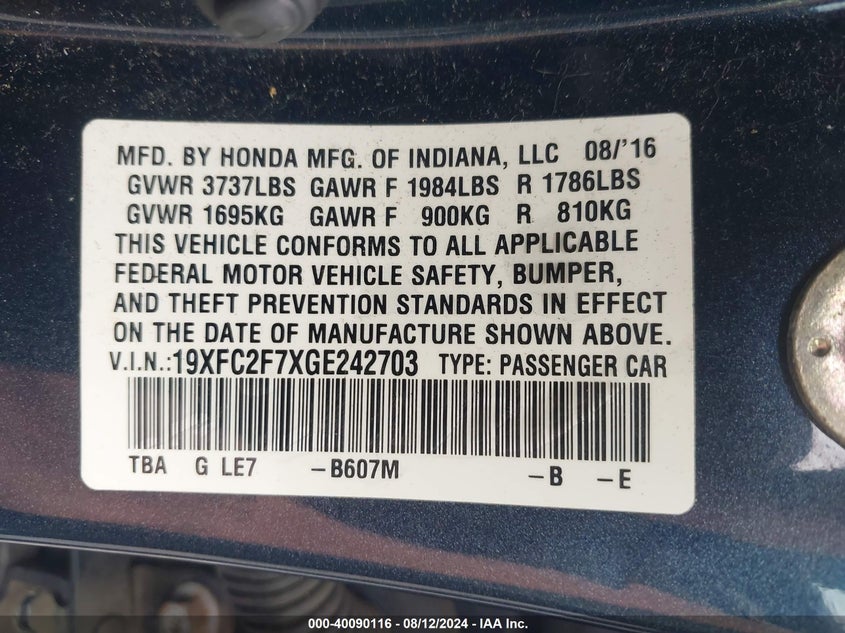 MFD. BY HONDA MFG. OF INDIANA, LLC 08/'16
GVWR 3737LBS GAWR F 1984LBS R 1786LBS
GVWR 1695KG GAWR F 900KG R 810KG
THIS VEHICLE CONFORMS TO ALL APPLICABLE
FEDERAL MOTOR VEHICLE SAFETY, BUMPER,
AND THEFT PREVENTION STANDARDS IN EFFECT
ON THE DATE OF MANUFACTURE SHOWN ABOVE.
V.I.N.:19XFC2F7XGE242703 TYPE: PASSENGER CAR
TBA G LE7 -B607M -B -E
000-40090116 - 08/12/2024 - IAA Inc.